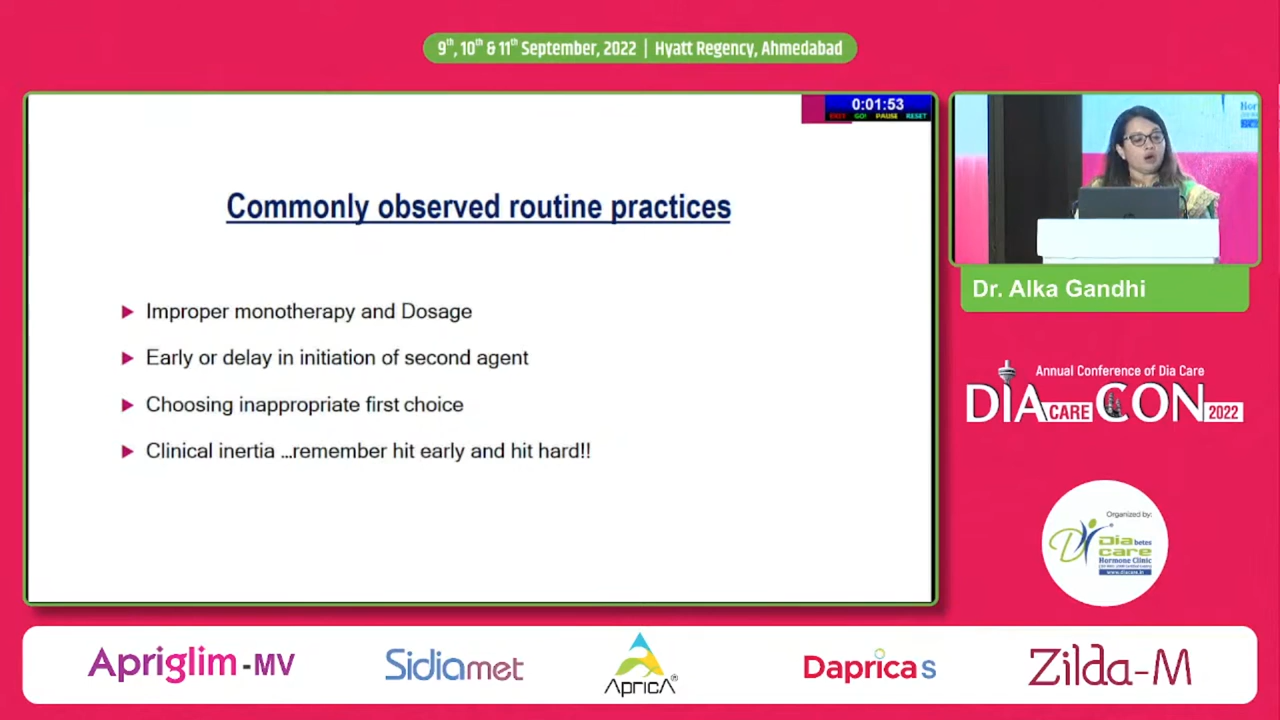 9th, 10th & 11th September, 2022 | Hyatt Regency, Ahmedabad
0:01:53
GO! PAUSE RESET
Commonly observed routine practices
Improper monotherapy and Dosage
Early or delay in initiation of second agent
Choosing inappropriate first choice
Clinical inertia ...remember hit early and hit hard!!
Hor
Dr. Alka Gandhi
Annual Conference of Dia Care
DIA CARE CON 2022
Organized by:
Diabetes
care
Hormone Clinic
www.diacare.in
Apriglim-MV
Sidiamet
APRICA®
Daprica S
Zilda-M